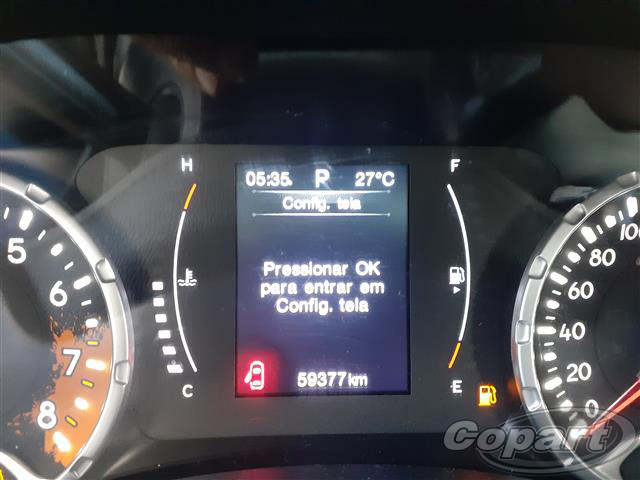 H
F
05:35
P
27°C
Config. tela
Pressionar OK
para entrar em
Config. tela
59377km
C
E
5
6
7
8
100
80
60
40
20
0
Copart